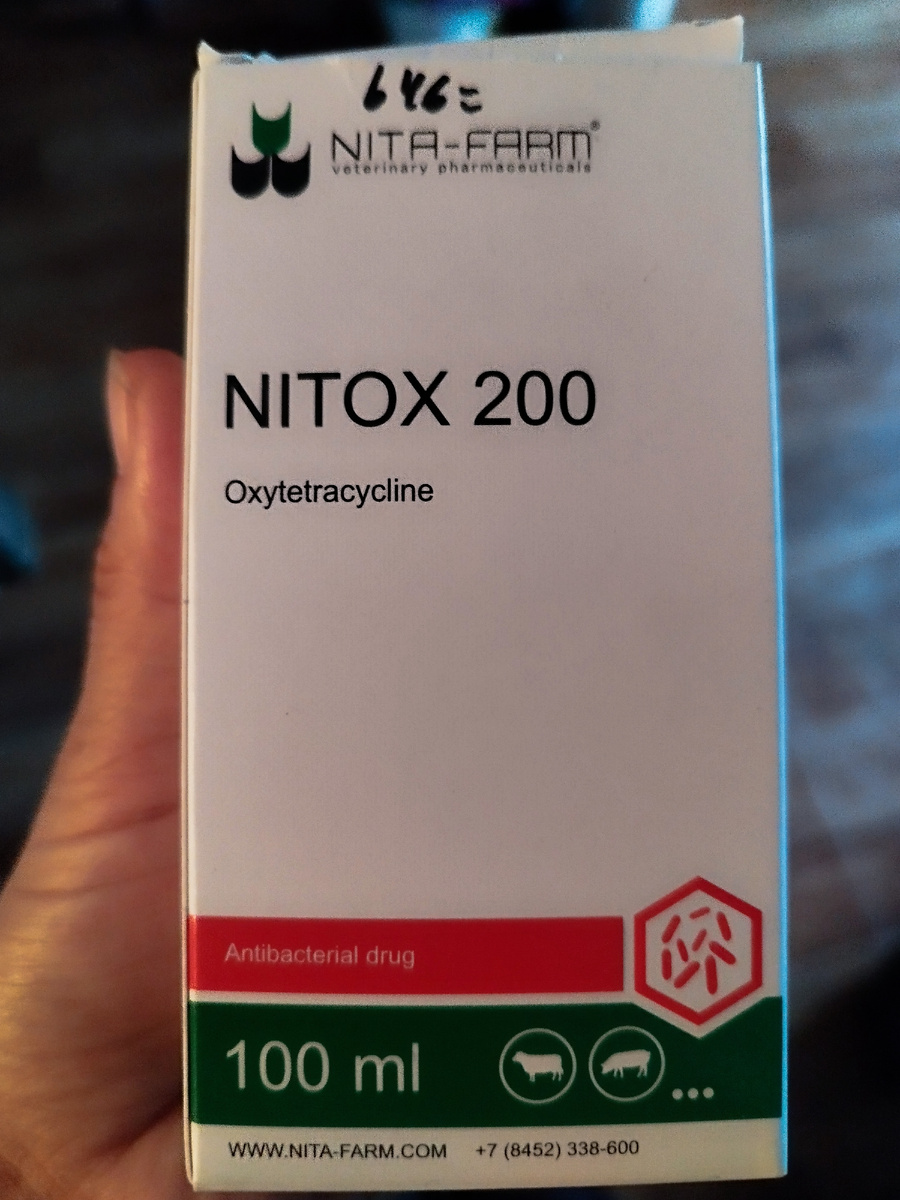 646=
NITA-FARM®
veterinary pharmaceuticals
NITOX 200
Oxytetracycline
Antibacterial drug
100 ml
WWW.NITA-FARM.COM +7 (8452) 338-600